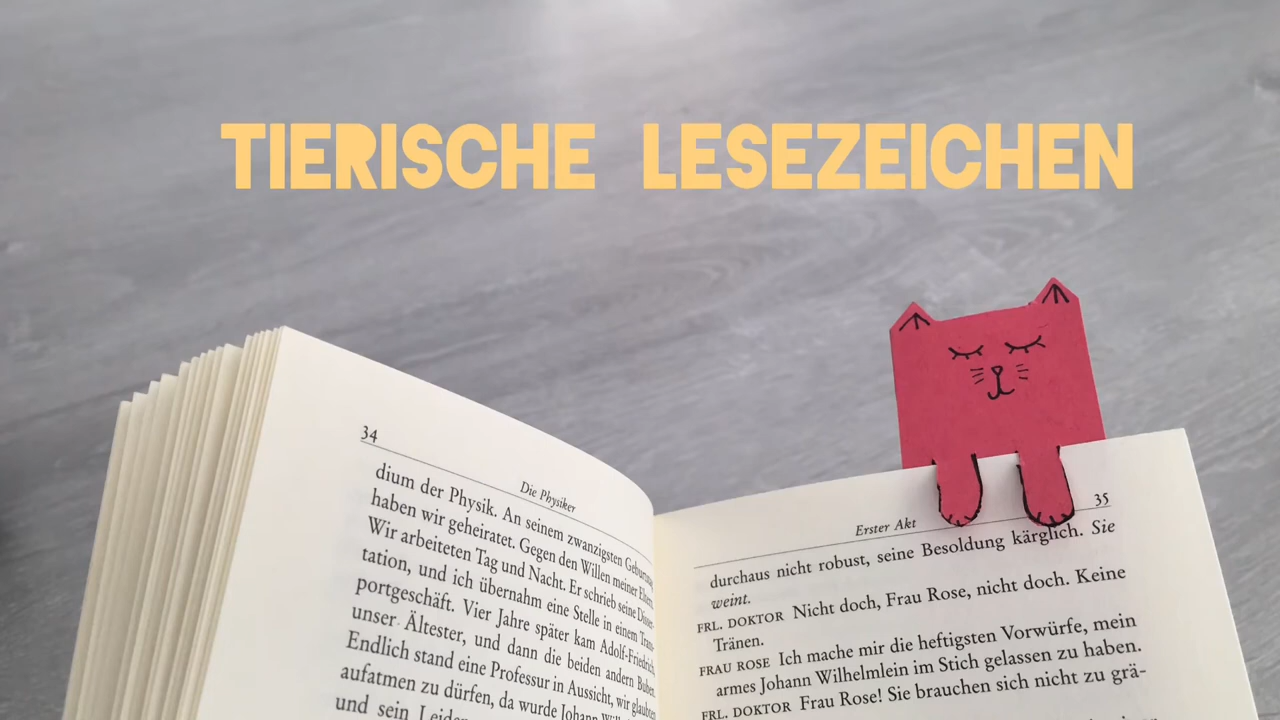 TIERISCHE LESEZEICHEN
34
Die Physiker
dium der Physik. An seinem zwanzigsten
haben wir geheiratet. Gegen den Willen meiner
Wir arbeiteten Tag und Nacht. Er schrieb seine
tation, und ich übernahm eine Stelle in einem
portgeschäft. Vier Jahre später kam Adolf-Friedrich,
unser Ältester, und dann die beiden andern Buben.
Endlich stand eine Professur in Aussicht, wir glaubten
aufatmen zu dürfen, da wurde Johann
und sein
Erster Akt
35
durchaus nicht robust, seine Besoldung kärglich. Sie
weint.
FRL. DOKTOR Nicht doch, Frau Rose, nicht doch. Keine
Tränen.
FRAU ROSE Ich mache mir die heftigsten Vorwürfe, mein
armes Johann Wilhelmlein im Stich gelassen zu haben.
FRL. DOKTOR Frau Rose! Sie brauchen sich nicht zu grä-